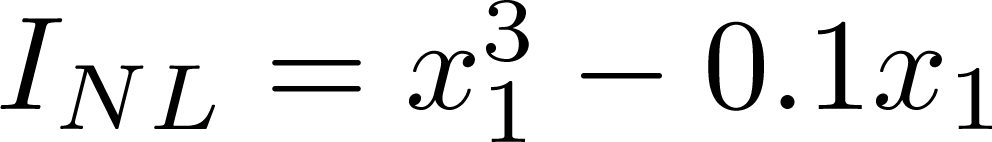 I_{NL} = x_1^3 - 0.1x_1